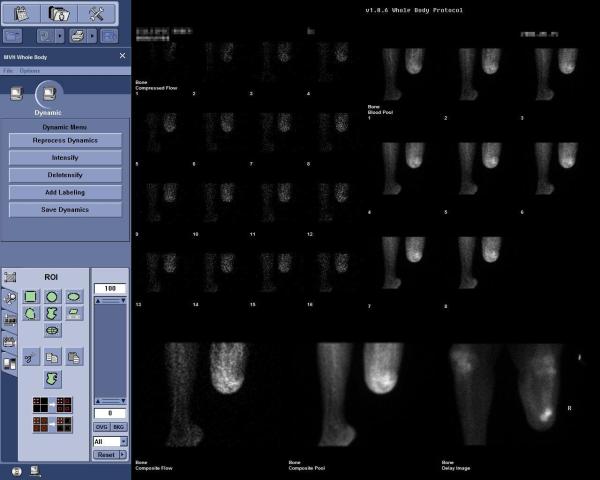 v1.8.6 Whole Body Protocol
MVH Whole Body
File Options
Dynamic
Dynamic Menu
Reprocess Dynamics
Intensify
DeIntensify
Add Labeling
Save Dynamics
ROI
100
0
OVG BKG
All
Reset
Bone
Compressed Flow
1 2 3 4
5 6 7 8
9 10 11 12
13 14 15 16
Bone
Blood Pool
1 2 3
4 5 6
7 8
R
Bone
Composite Flow
Bone
Composite Pool
Bone
Delay Image